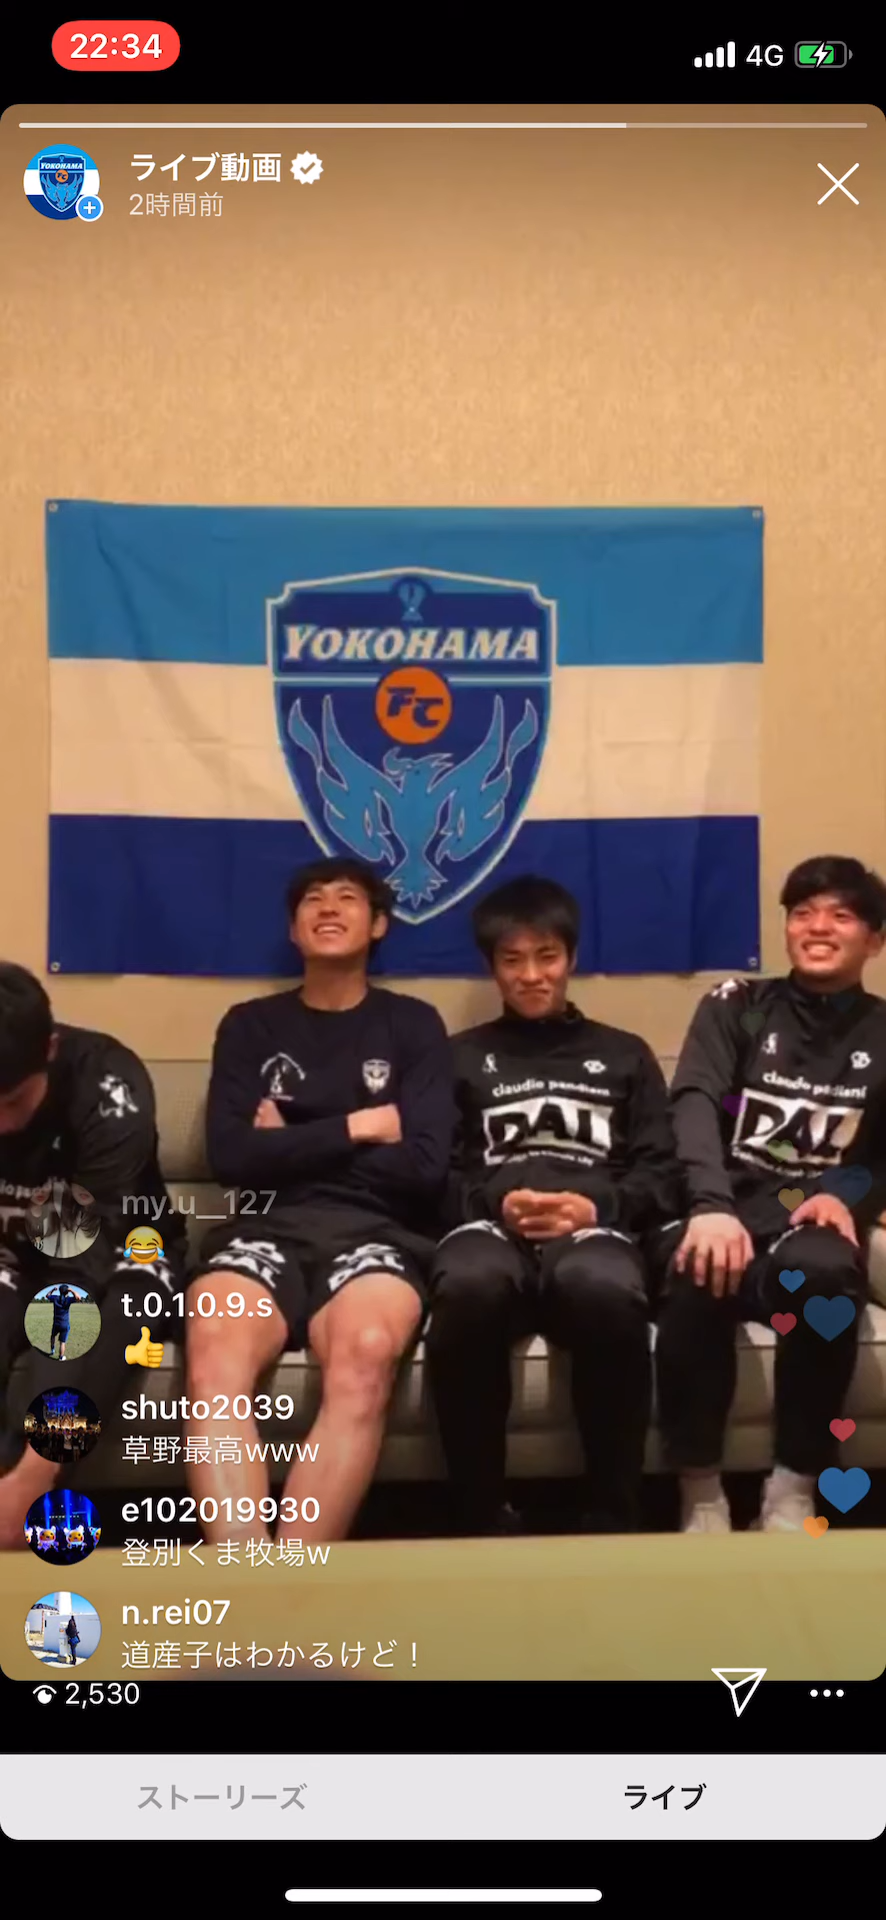 22:34
4G
YOKOHAMA
ライブ動画
2時間前
YOKOHAMA
FC
claudio pandiani
DAL
claudio pandiani
DAL
DAL
DAL
my.u__127
😂
t.0.1.0.9.s
👍
shuto2039
草野最高www
e102019930
登別くま牧場w
n.rei07
道産子はわかるけど！
2,530
ストーリーズ
ライブ